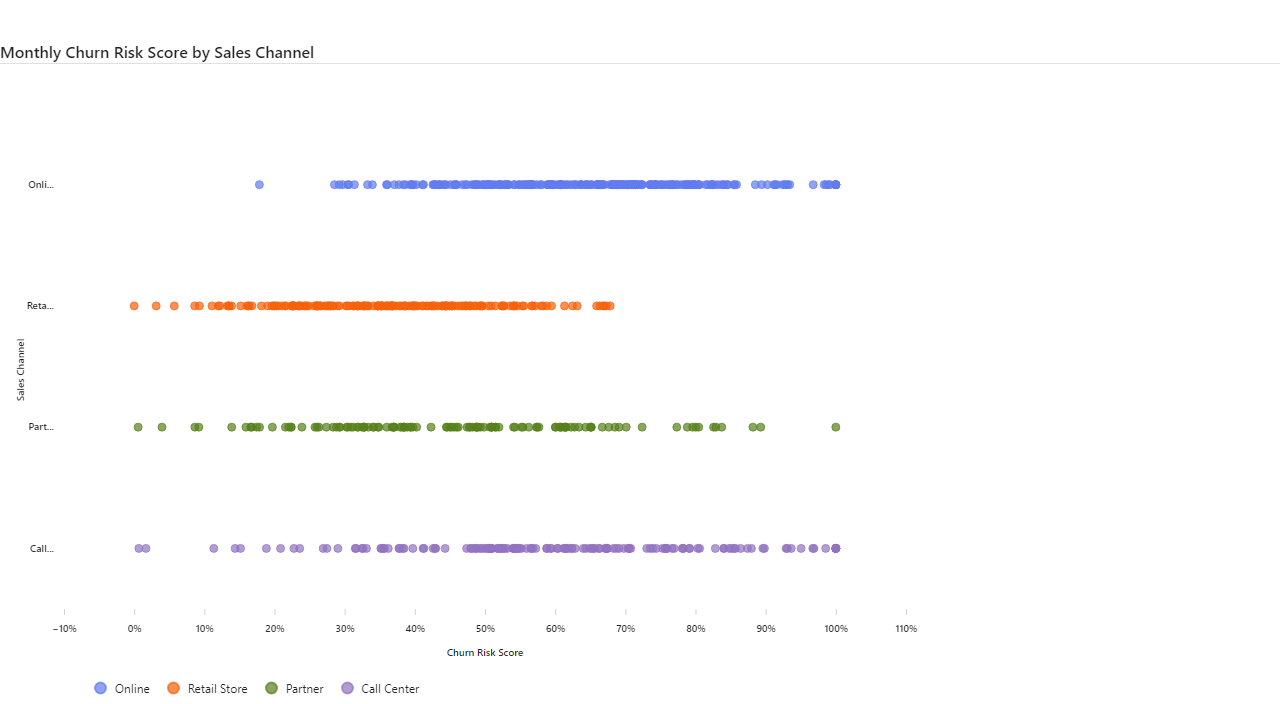 Monthly Churn Risk Score by Sales Channel
Onli...
Reta...
Part...
Call...
Sales Channel
−10% 0% 10% 20% 30% 40% 50% 60% 70% 80% 90% 100% 110%
Churn Risk Score
Online Retail Store Partner Call Center